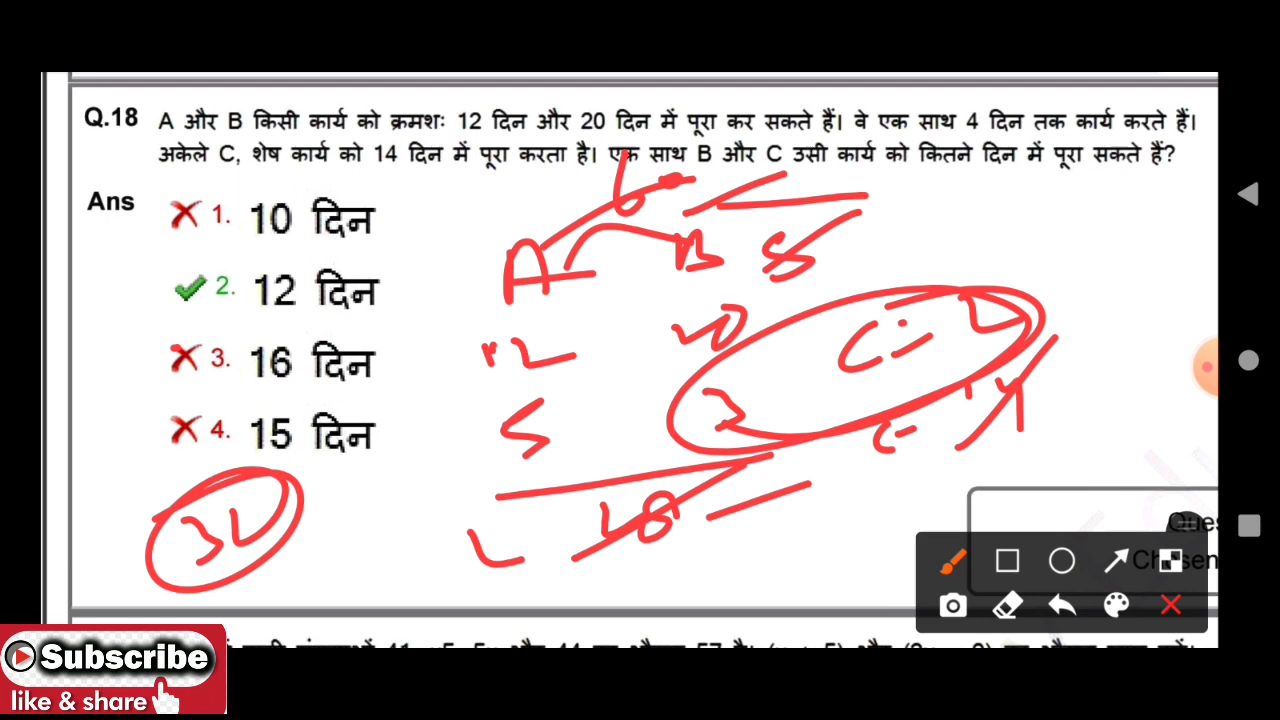 Q.18 A और B किसी कार्य को क्रमशः 12 दिन और 20 दिन में पूरा कर सकते हैं। वे एक साथ 4 दिन तक कार्य करते हैं।
अकेले C, शेष कार्य को 14 दिन में पूरा करता है। एक साथ B और C उसी कार्य को कितने दिन में पूरा सकते हैं?
Ans
1. 10 दिन
2. 12 दिन
3. 16 दिन
4. 15 दिन
A B 8
12 20 C
5 3
32
Subscribe
like & share